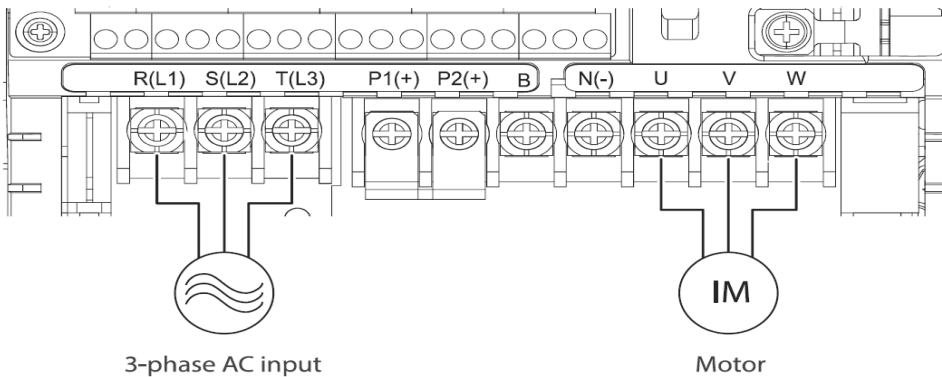 R(L1) S(L2) T(L3) P1(+) P2(+) B N(-) U V W
IM
3-phase AC input Motor